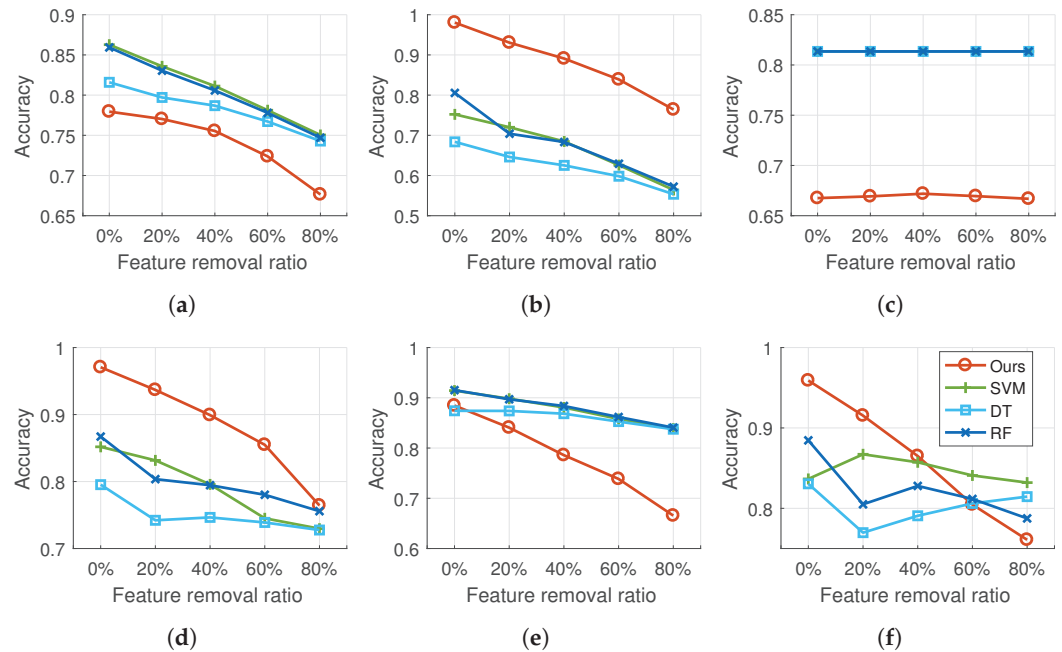 0.9
0.85
0.8
0.75
0.7
0.65
Accuracy
0% 20% 40% 60% 80%
Feature removal ratio
(a)
1
0.9
0.8
0.7
0.6
0.5
Accuracy
0% 20% 40% 60% 80%
Feature removal ratio
(b)
0.85
0.8
0.75
0.7
0.65
Accuracy
0% 20% 40% 60% 80%
Feature removal ratio
(c)
1
0.9
0.8
0.7
Accuracy
0% 20% 40% 60% 80%
Feature removal ratio
(d)
1
0.9
0.8
0.7
0.6
Accuracy
0% 20% 40% 60% 80%
Feature removal ratio
(e)
1
0.9
0.8
Accuracy
Ours
SVM
DT
RF
0% 20% 40% 60% 80%
Feature removal ratio
(f)